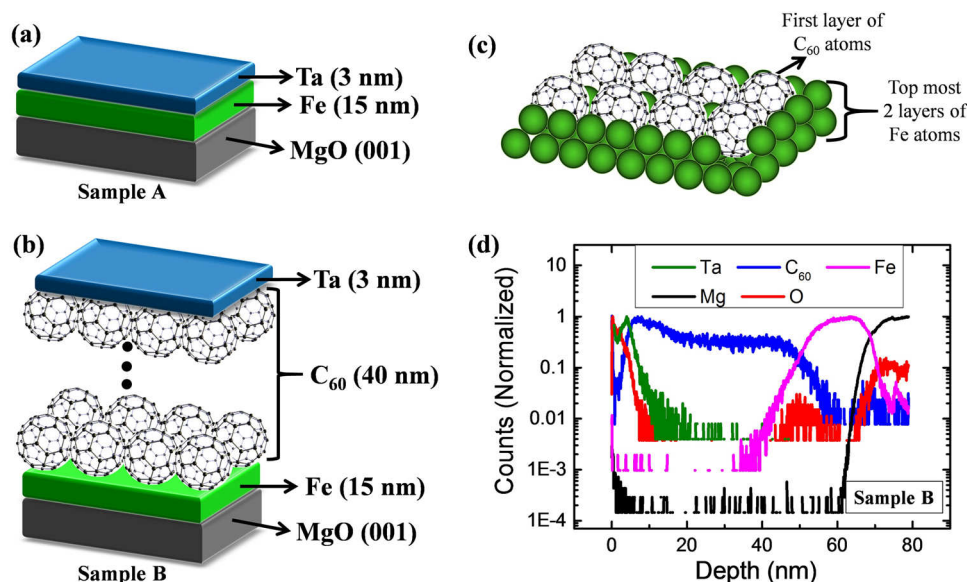 (a)
Ta (3 nm)
Fe (15 nm)
MgO (001)
Sample A
(b)
Ta (3 nm)
C₆₀ (40 nm)
Fe (15 nm)
MgO (001)
Sample B
(c)
First layer of
C₆₀ atoms
Top most
2 layers of
Fe atoms
(d)
Ta C₆₀ Fe
Mg O
Counts (Normalized)
10
1
0.1
0.01
1E-3
1E-4
Sample B
0 20 40 60 80
Depth (nm)